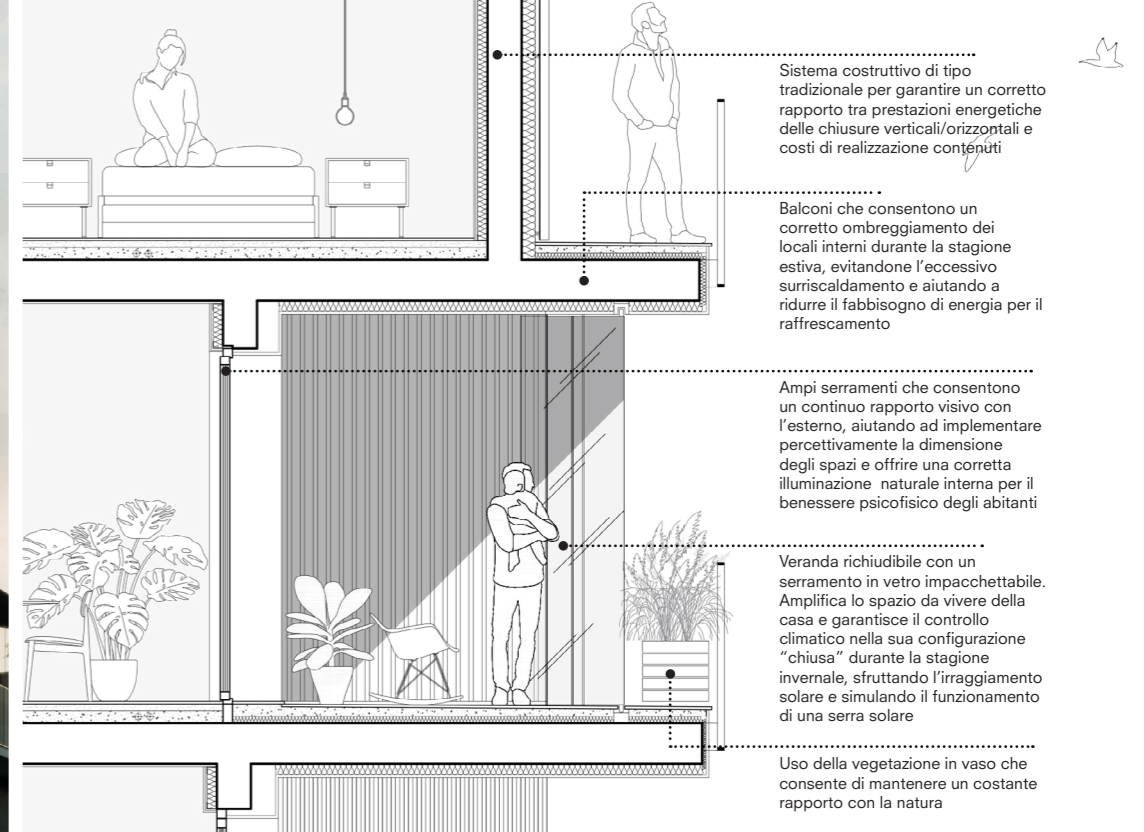 Sistema costruttivo di tipo
tradizionale per garantire un corretto
rapporto tra prestazioni energetiche
delle chiusure verticali/orizzontali e
costi di realizzazione contenuti
Balconi che consentono un
corretto ombreggiamento dei
locali interni durante la stagione
estiva, evitandone l'eccessivo
surriscaldamento e aiutando a
ridurre il fabbisogno di energia per il
raffrescamento
Ampi serramenti che consentono
un continuo rapporto visivo con
l'esterno, aiutando ad implementare
percettivamente la dimensione
degli spazi e offrire una corretta
illuminazione  naturale interna per il
benessere psicofisico degli abitanti
Veranda richiudibile con un
serramento in vetro impacchettabile.
Amplifica lo spazio da vivere della
casa e garantisce il controllo
climatico nella sua configurazione
“chiusa” durante la stagione
invernale, sfruttando l'irraggiamento
solare e simulando il funzionamento
di una serra solare
Uso della vegetazione in vaso che
consente di mantenere un costante
rapporto con la natura